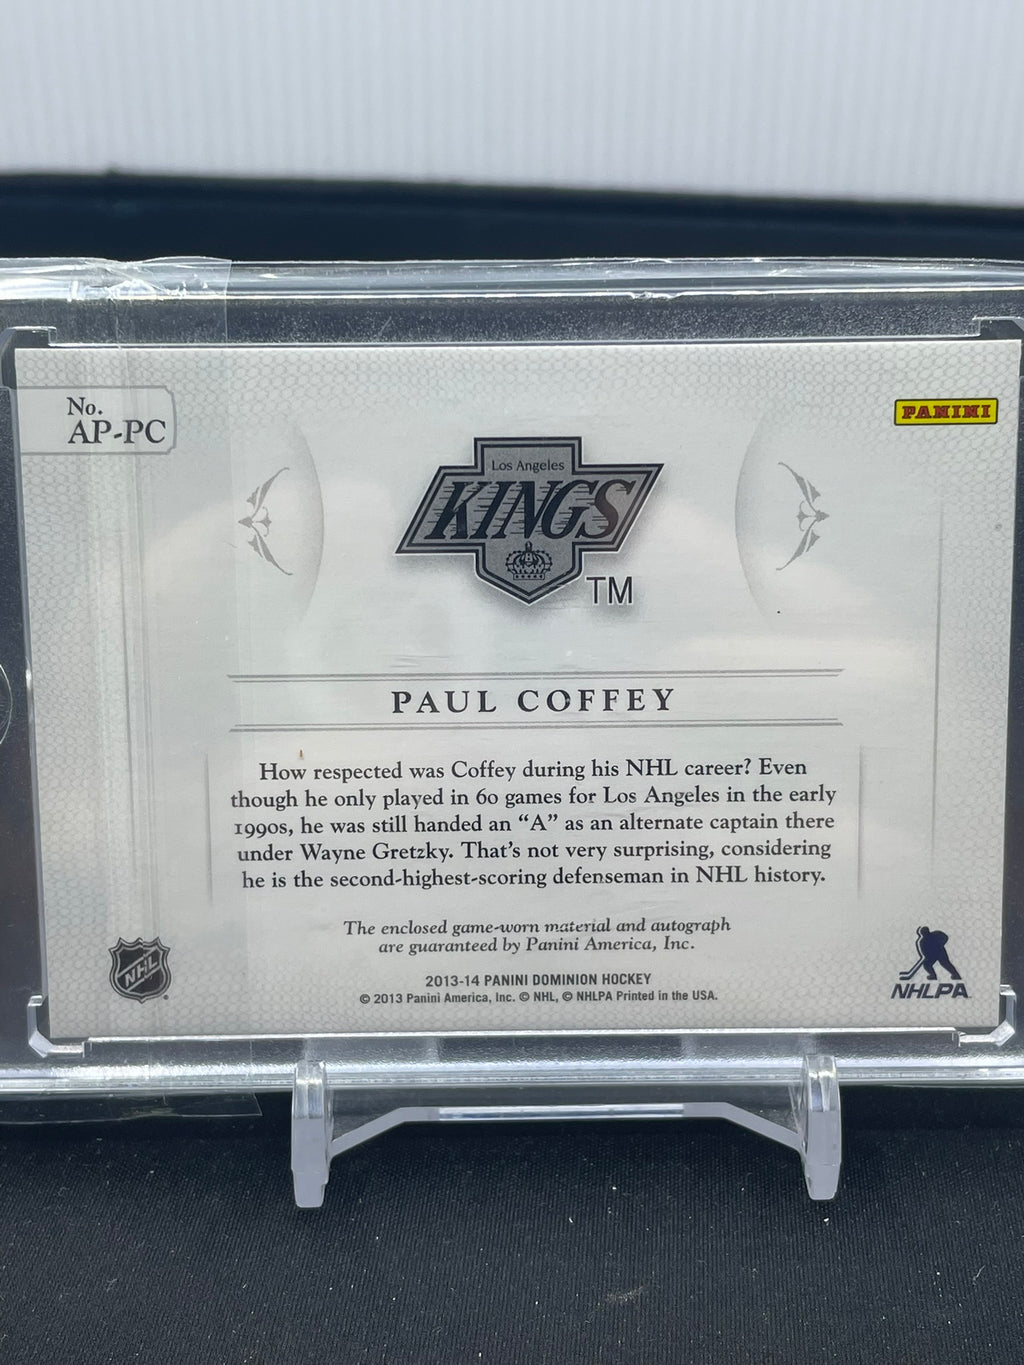 No.
AP-PC
PANINI
Los Angeles
KINGS
TM
PAUL COFFEY
How respected was Coffey during his NHL career? Even
though he only played in 60 games for Los Angeles in the early
1990s, he was still handed an “A” as an alternate captain there
under Wayne Gretzky. That’s not very surprising, considering
he is the second-highest-scoring defenseman in NHL history.
The enclosed game-worn material and autograph
are guaranteed by Panini America, Inc.
NHL
2013-14 PANINI DOMINION HOCKEY
© 2013 Panini America, Inc. © NHL, © NHLPA Printed in the USA.
NHLPA